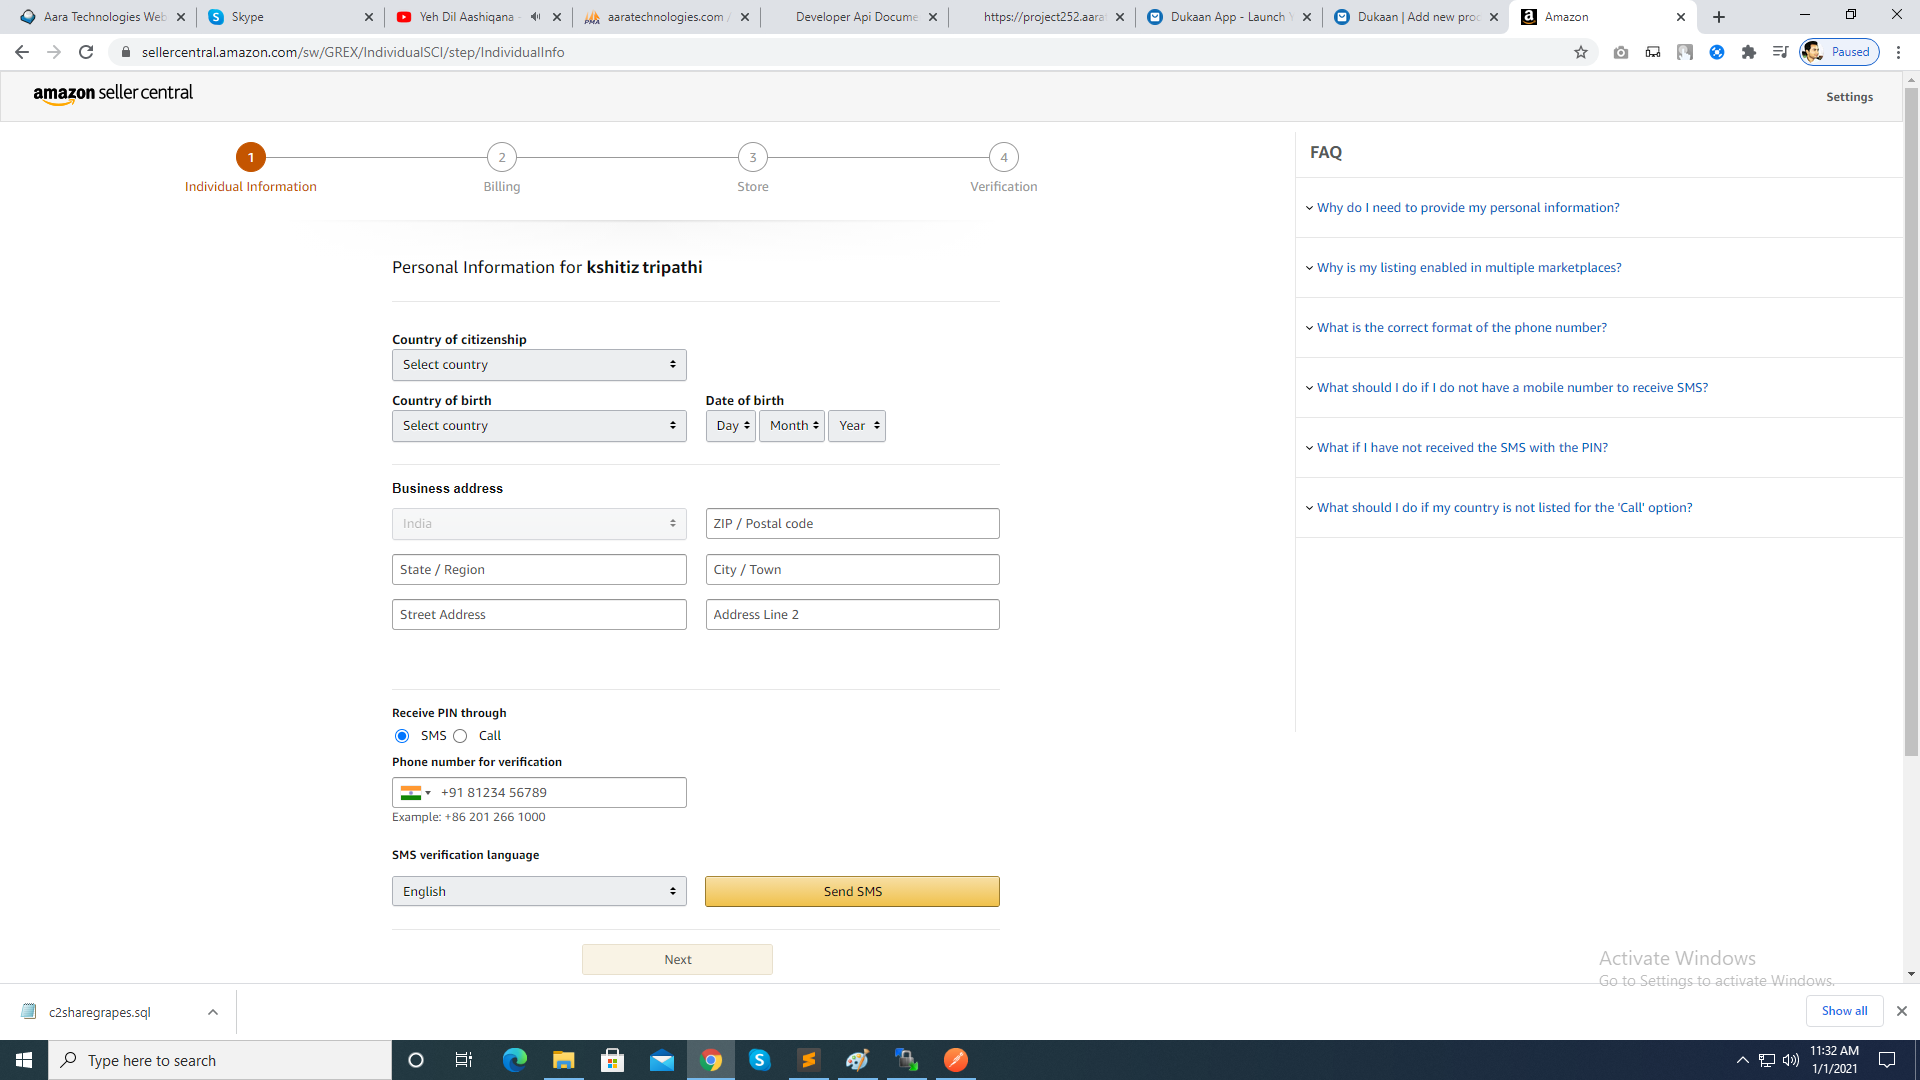 Aara Technologies Web
Skype
Yeh Dil Aashiqana
aaratechnologies.com /
Developer Api Docume
https://project252.aara
Dukaan App - Launch Y
Dukaan | Add new prod
Amazon
sellercentral.amazon.com/sw/GREX/IndividualSCI/step/IndividualInfo
Paused
amazon seller central
Settings
1
2
3
4
Individual Information
Billing
Store
Verification
FAQ
Why do I need to provide my personal information?
Why is my listing enabled in multiple marketplaces?
What is the correct format of the phone number?
What should I do if I do not have a mobile number to receive SMS?
What if I have not received the SMS with the PIN?
What should I do if my country is not listed for the 'Call' option?
Personal Information for kshitiz tripathi
Country of citizenship
Select country
Country of birth
Date of birth
Select country
Day
Month
Year
Business address
India
ZIP / Postal code
State / Region
City / Town
Street Address
Address Line 2
Receive PIN through
SMS
Call
Phone number for verification
+91 81234 56789
Example: +86 201 266 1000
SMS verification language
English
Send SMS
Next
Activate Windows
Go to Settings to activate Windows.
c2sharegrapes.sql
Show all
Type here to search
11:32 AM
1/1/2021